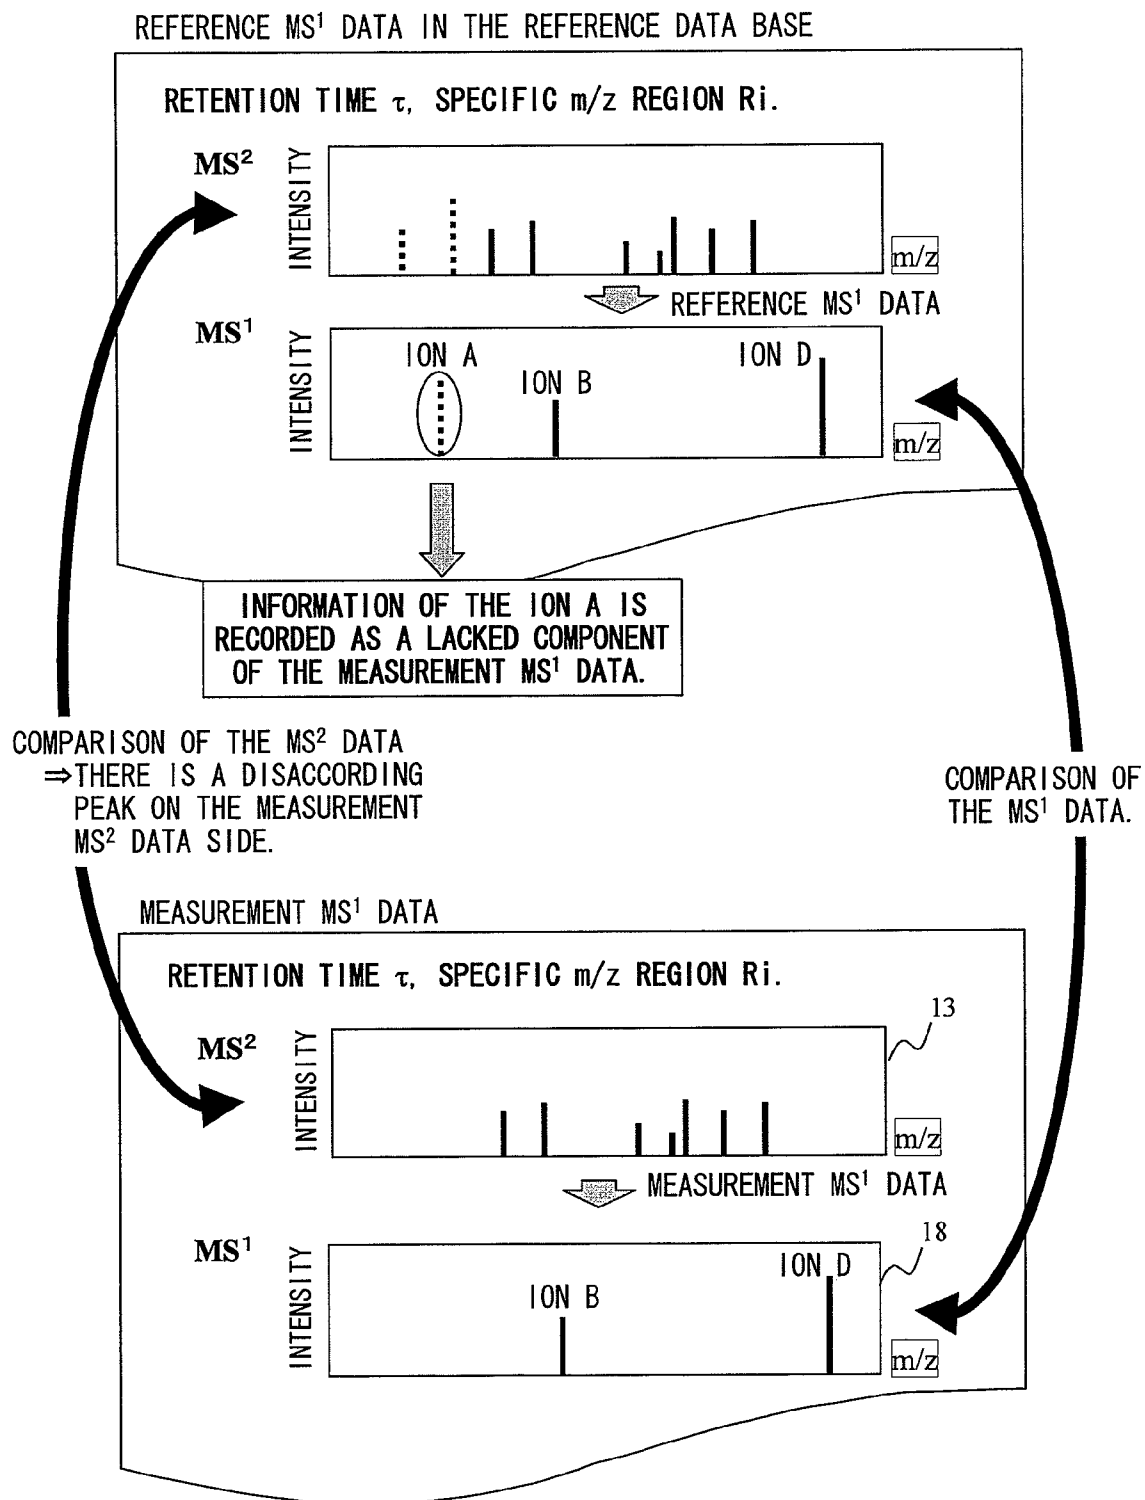 REFERENCE MS¹ DATA IN THE REFERENCE DATA BASE
RETENTION TIME τ, SPECIFIC m/z REGION Ri.
MS²
INTENSITY
m/z
REFERENCE MS¹ DATA
MS¹
INTENSITY
ION A
ION B
ION D
m/z
INFORMATION OF THE ION A IS
RECORDED AS A LACKED COMPONENT
OF THE MEASUREMENT MS¹ DATA.
COMPARISON OF THE MS² DATA
⇒THERE IS A DISACCORDING
PEAK ON THE MEASUREMENT
MS² DATA SIDE.
COMPARISON OF
THE MS¹ DATA.
MEASUREMENT MS¹ DATA
RETENTION TIME τ, SPECIFIC m/z REGION Ri.
13
MS²
INTENSITY
m/z
MEASUREMENT MS¹ DATA
18
MS¹
INTENSITY
ION B
ION D
m/z